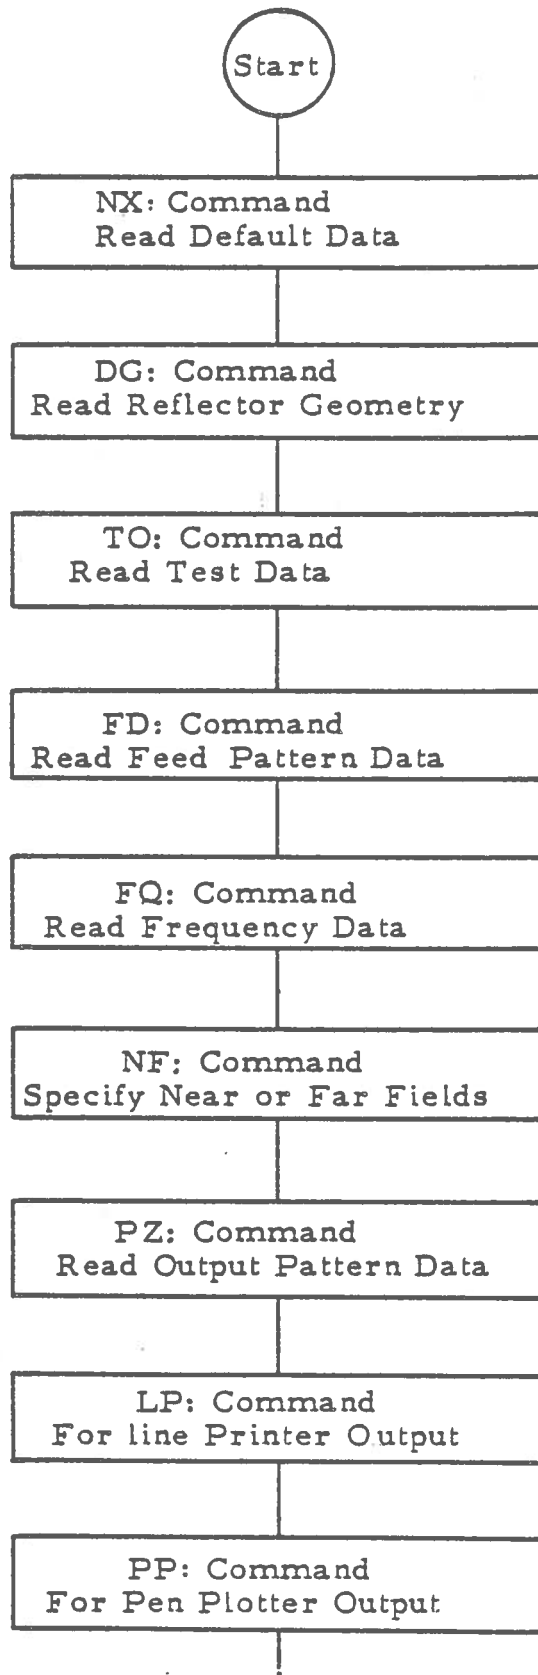 Start
NX: Command
Read Default Data
DG: Command
Read Reflector Geometry
TO: Command
Read Test Data
FD: Command
Read Feed Pattern Data
FQ: Command
Read Frequency Data
NF: Command
Specify Near or Far Fields
PZ: Command
Read Output Pattern Data
LP: Command
For line Printer Output
PP: Command
For Pen Plotter Output